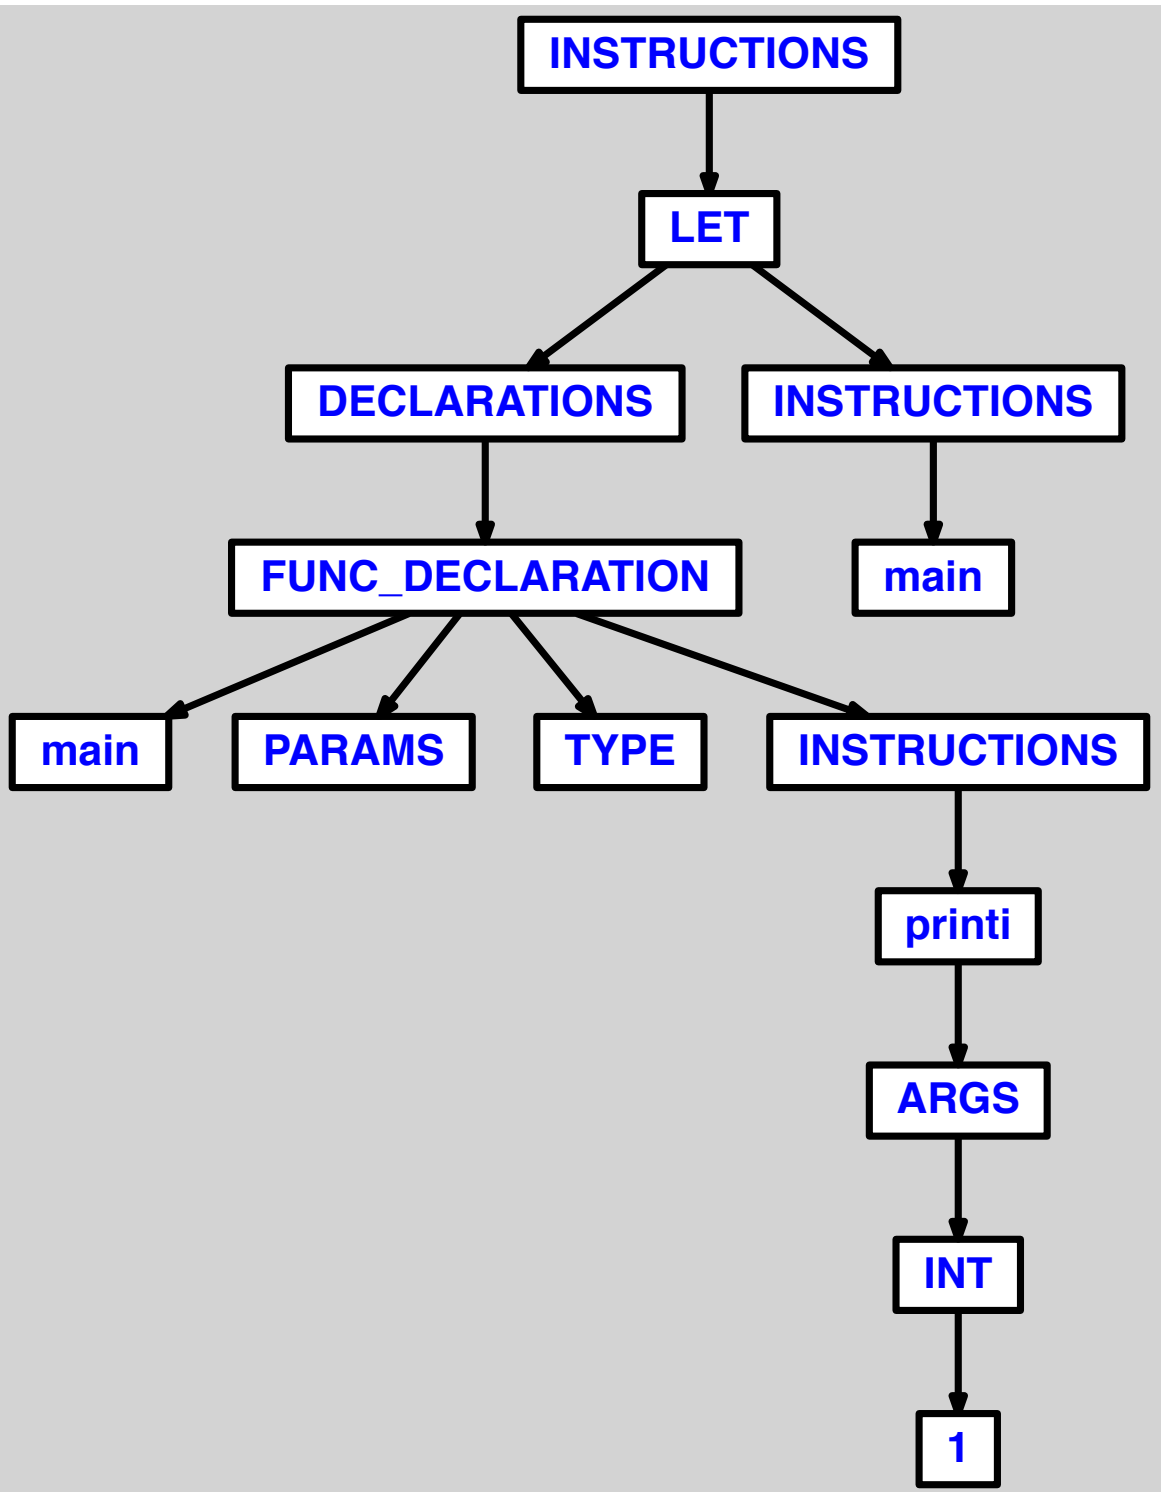 INSTRUCTIONS
LET
DECLARATIONS
INSTRUCTIONS
FUNC_DECLARATION
main
main
PARAMS
TYPE
INSTRUCTIONS
printi
ARGS
INT
1